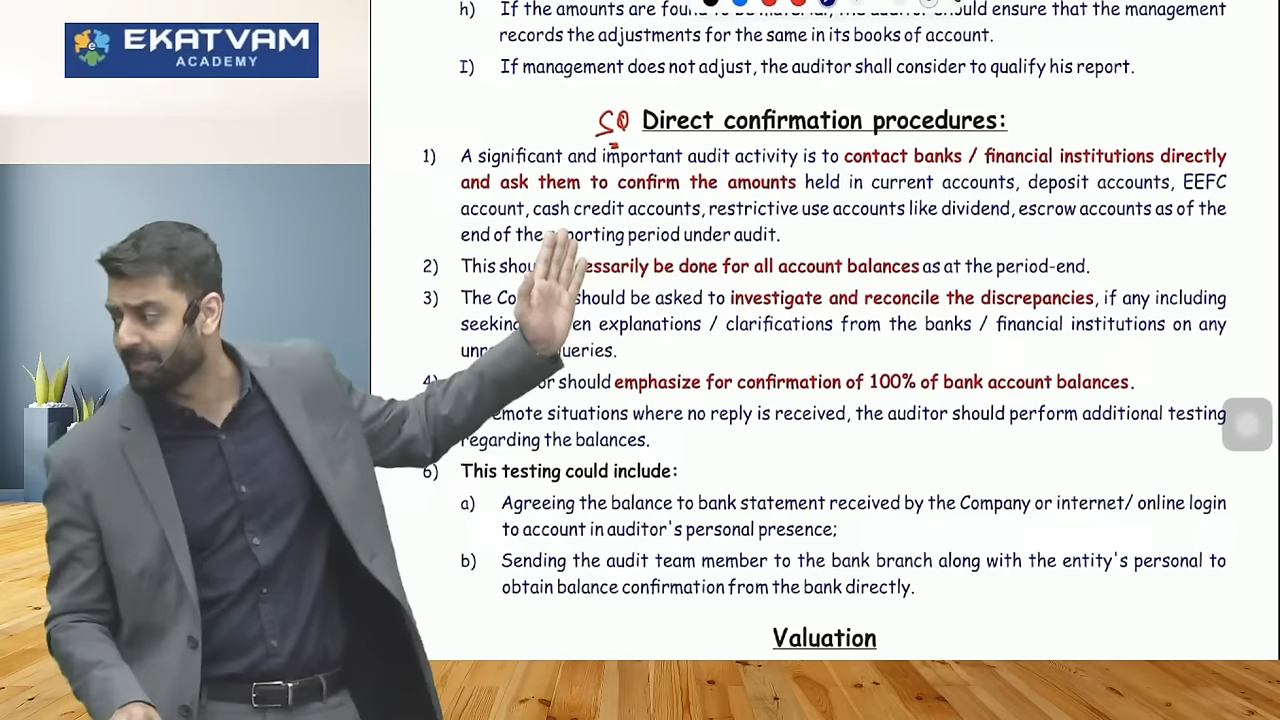 h) If the amounts are found to be material, the auditor should ensure that the management
EKATVAM
ACADEMY
records the adjustments for the same in its books of account.
I) If management does not adjust, the auditor shall consider to qualify his report.
SQ Direct confirmation procedures:
1) A significant and important audit activity is to contact banks / financial institutions directly
and ask them to confirm the amounts held in current accounts, deposit accounts, EEFC
account, cash credit accounts, restrictive use accounts like dividend, escrow accounts as of the
end of the reporting period under audit.
2) This essarily be done for all account balances as at the period-end.
3) The should be asked to investigate and reconcile the discrepancies, if any including
explanations / clarifications from the banks / financial institutions on any
ueries.
4) should emphasize for confirmation of 100% of bank account balances.
emote situations where no reply is received, the auditor should perform additional testing
regarding the balances.
6) This testing could include:
a) Agreeing the balance to bank statement received by the Company or internet/ online login
to account in auditor's personal presence;
b) Sending the audit team member to the bank branch along with the entity's personal to
obtain balance confirmation from the bank directly.
Valuation